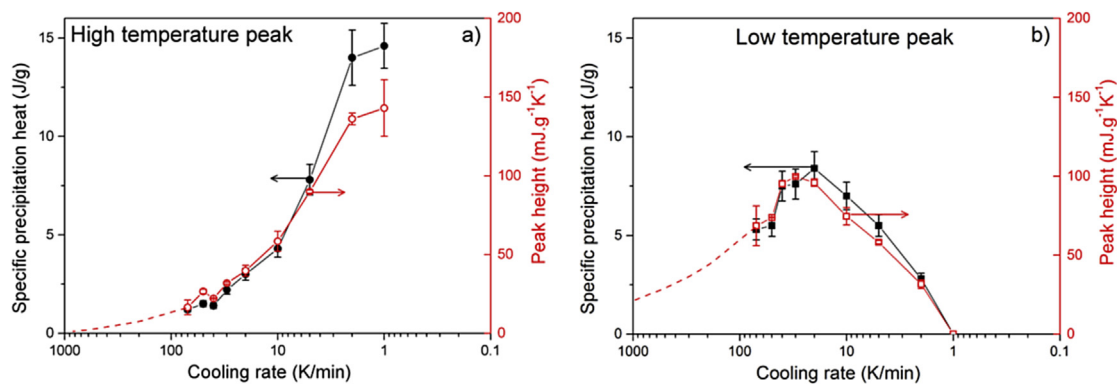 High temperature peak
a)
15
10
5
0
Specific precipitation heat (J/g)
200
150
100
50
0
Peak height (mJ.g⁻¹K⁻¹)
1000
100
10
1
0.1
Cooling rate (K/min)
Low temperature peak
b)
15
10
5
0
Specific precipitation heat (J/g)
200
150
100
50
0
Peak height (mJ.g⁻¹K⁻¹)
1000
100
10
1
0.1
Cooling rate (K/min)